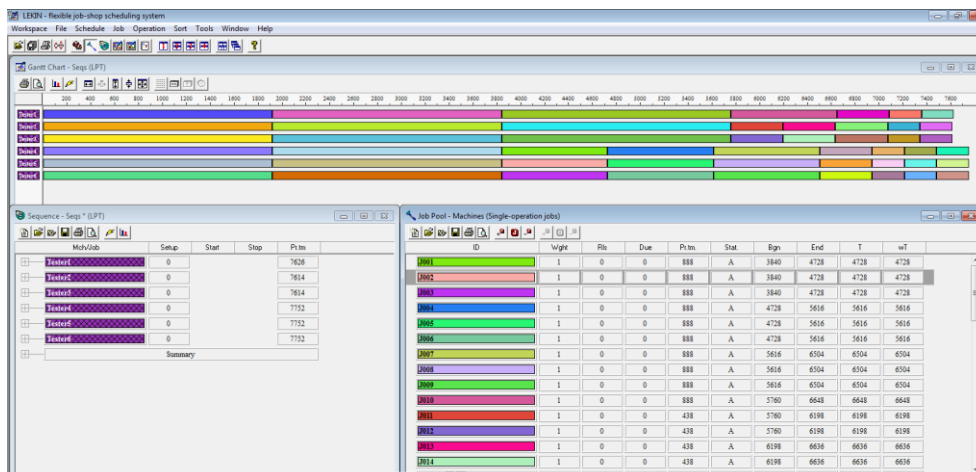 LEKIN - flexible job-shop scheduling system
Workspace File Schedule Job Operation Sort Tools Window Help
Gantt Chart - Seqs (LPT)
200 400 600 800 1000 1200 1400 1600 1800 2000 2200 2400 2600 2800 3000 3200 3400 3600 3800 4000 4200 4400 4600 4800 5000 5200 5400 5600 5800 6000 6200 6400 6600 6800 7000 7200 7400 7600
Sequence - Seqs * (LPT)
Mch/Job Setup Start Stop Pr.tm
Tester1 0 7626
Tester2 0 7614
Tester3 0 7614
Tester4 0 7752
Tester5 0 7752
Tester6 0 7752
Summary
Job Pool - Machines (Single-operation jobs)
ID Wght Rls Due Pr.tm Stat. Bgn End T wT
J001 1 0 0 888 A 3840 4728 4728 4728
J002 1 0 0 888 A 3840 4728 4728 4728
J003 1 0 0 888 A 3840 4728 4728 4728
J004 1 0 0 888 A 4728 5616 5616 5616
J005 1 0 0 888 A 4728 5616 5616 5616
J006 1 0 0 888 A 4728 5616 5616 5616
J007 1 0 0 888 A 5616 6504 6504 6504
J008 1 0 0 888 A 5616 6504 6504 6504
J009 1 0 0 888 A 5616 6504 6504 6504
J010 1 0 0 888 A 5760 6648 6648 6648
J011 1 0 0 438 A 5760 6198 6198 6198
J012 1 0 0 438 A 5760 6198 6198 6198
J013 1 0 0 438 A 6198 6636 6636 6636
J014 1 0 0 438 A 6198 6636 6636 6636